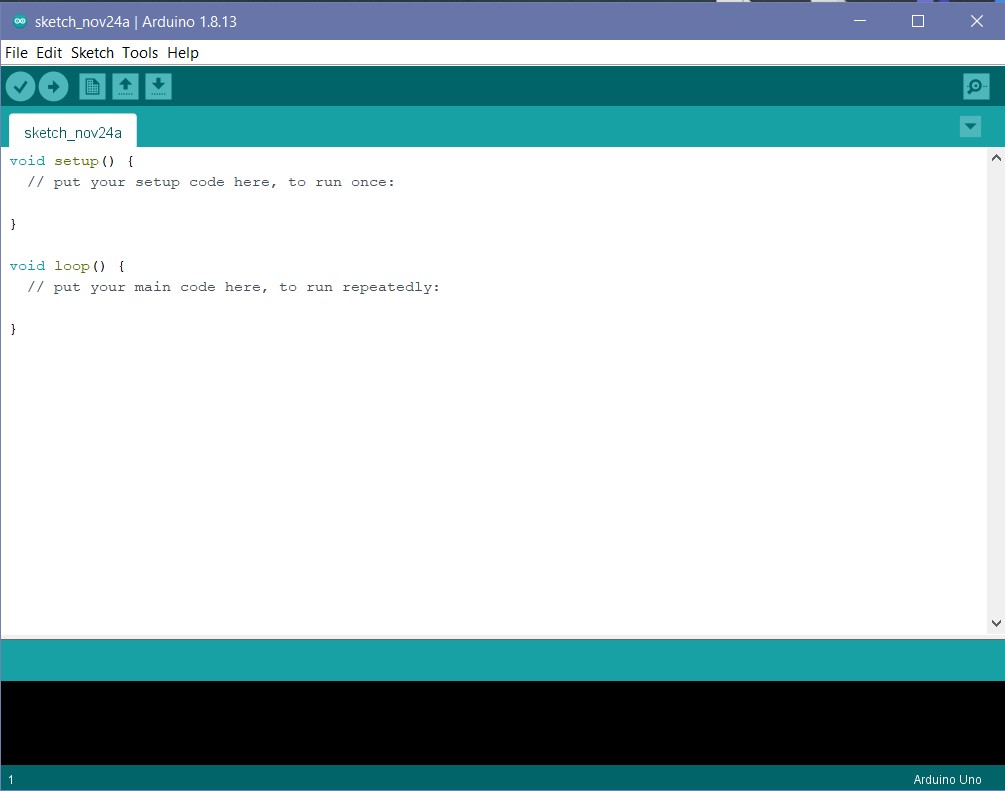 sketch_nov24a | Arduino 1.8.13
File Edit Sketch Tools Help
sketch_nov24a
void setup() {
  // put your setup code here, to run once:
}
void loop() {
  // put your main code here, to run repeatedly:
}
1
Arduino Uno